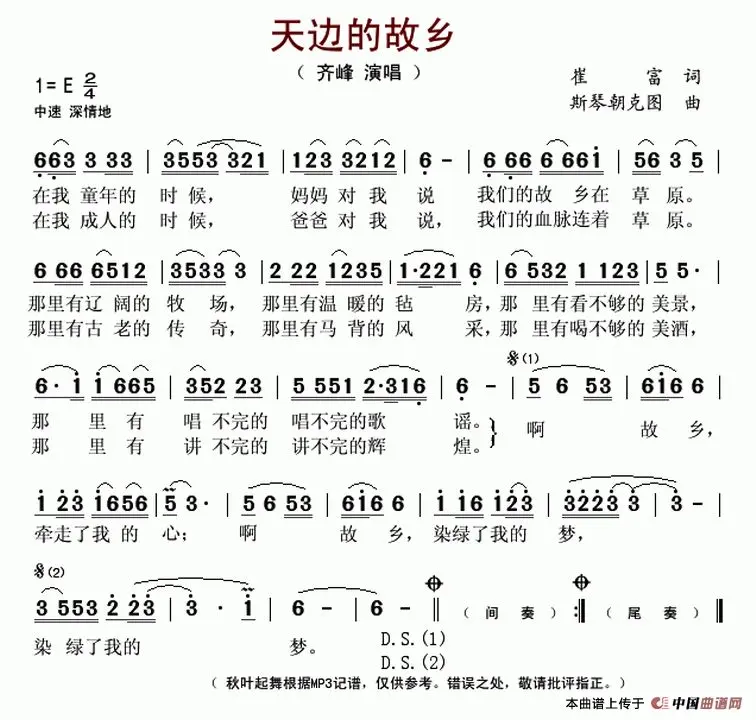 天边的故乡
（ 齐峰 演唱 ）
1=E 2/4
崔 富 词
中速 深情地
斯琴朝克图 曲
663 3 33 | 3553 321 | 123 3212 | 6 - | 6 66 6 661 | 56 3 5 |
在我 童年的 时 候， 妈妈 对 我 说 我们的故 乡在 草 原。
在我 成人的 时 候， 爸爸 对 我 说， 我们的血脉连着 草 原。
6 66 6512 | 3533 3 | 2 22 1235 | 1·221 6 | 6 532 1 123 | 5 5· |
那里有辽 阔的 牧 场， 那里有温 暖的 毡 房，那 里有看不够的 美景，
那里有古 老的 传 奇， 那里有马 背的 风 采，那 里有喝不够的 美酒，
6· 1 1665 | 352 23 | 5 551 2·316 | 6 - | 5 6 53 | 6i6 6 |
𝄋(1)
那 里 有 唱 不完的 唱不完的歌 谣。 啊 故 乡，
那 里 有 讲 不完的 讲不完的辉 煌。
1 23 1656 | 5 3· | 5 6 53 | 616 6 | 1 16 123 | 3223 3 | 3 - |
牵走了我 的 心； 啊 故 乡， 染绿了我的 梦，
𝄋(2)
3 553 2 23 | 3· 1 | 6 - 6 - ‖ （ 间 奏 ） :‖ （ 尾 奏 ） ‖
染 绿了我的 梦。
D.S.(1)
D.S.(2)
（ 秋叶起舞根据MP3记谱，仅供参考。错误之处，敬请批评指正。）
本曲谱上传于 中国曲谱网